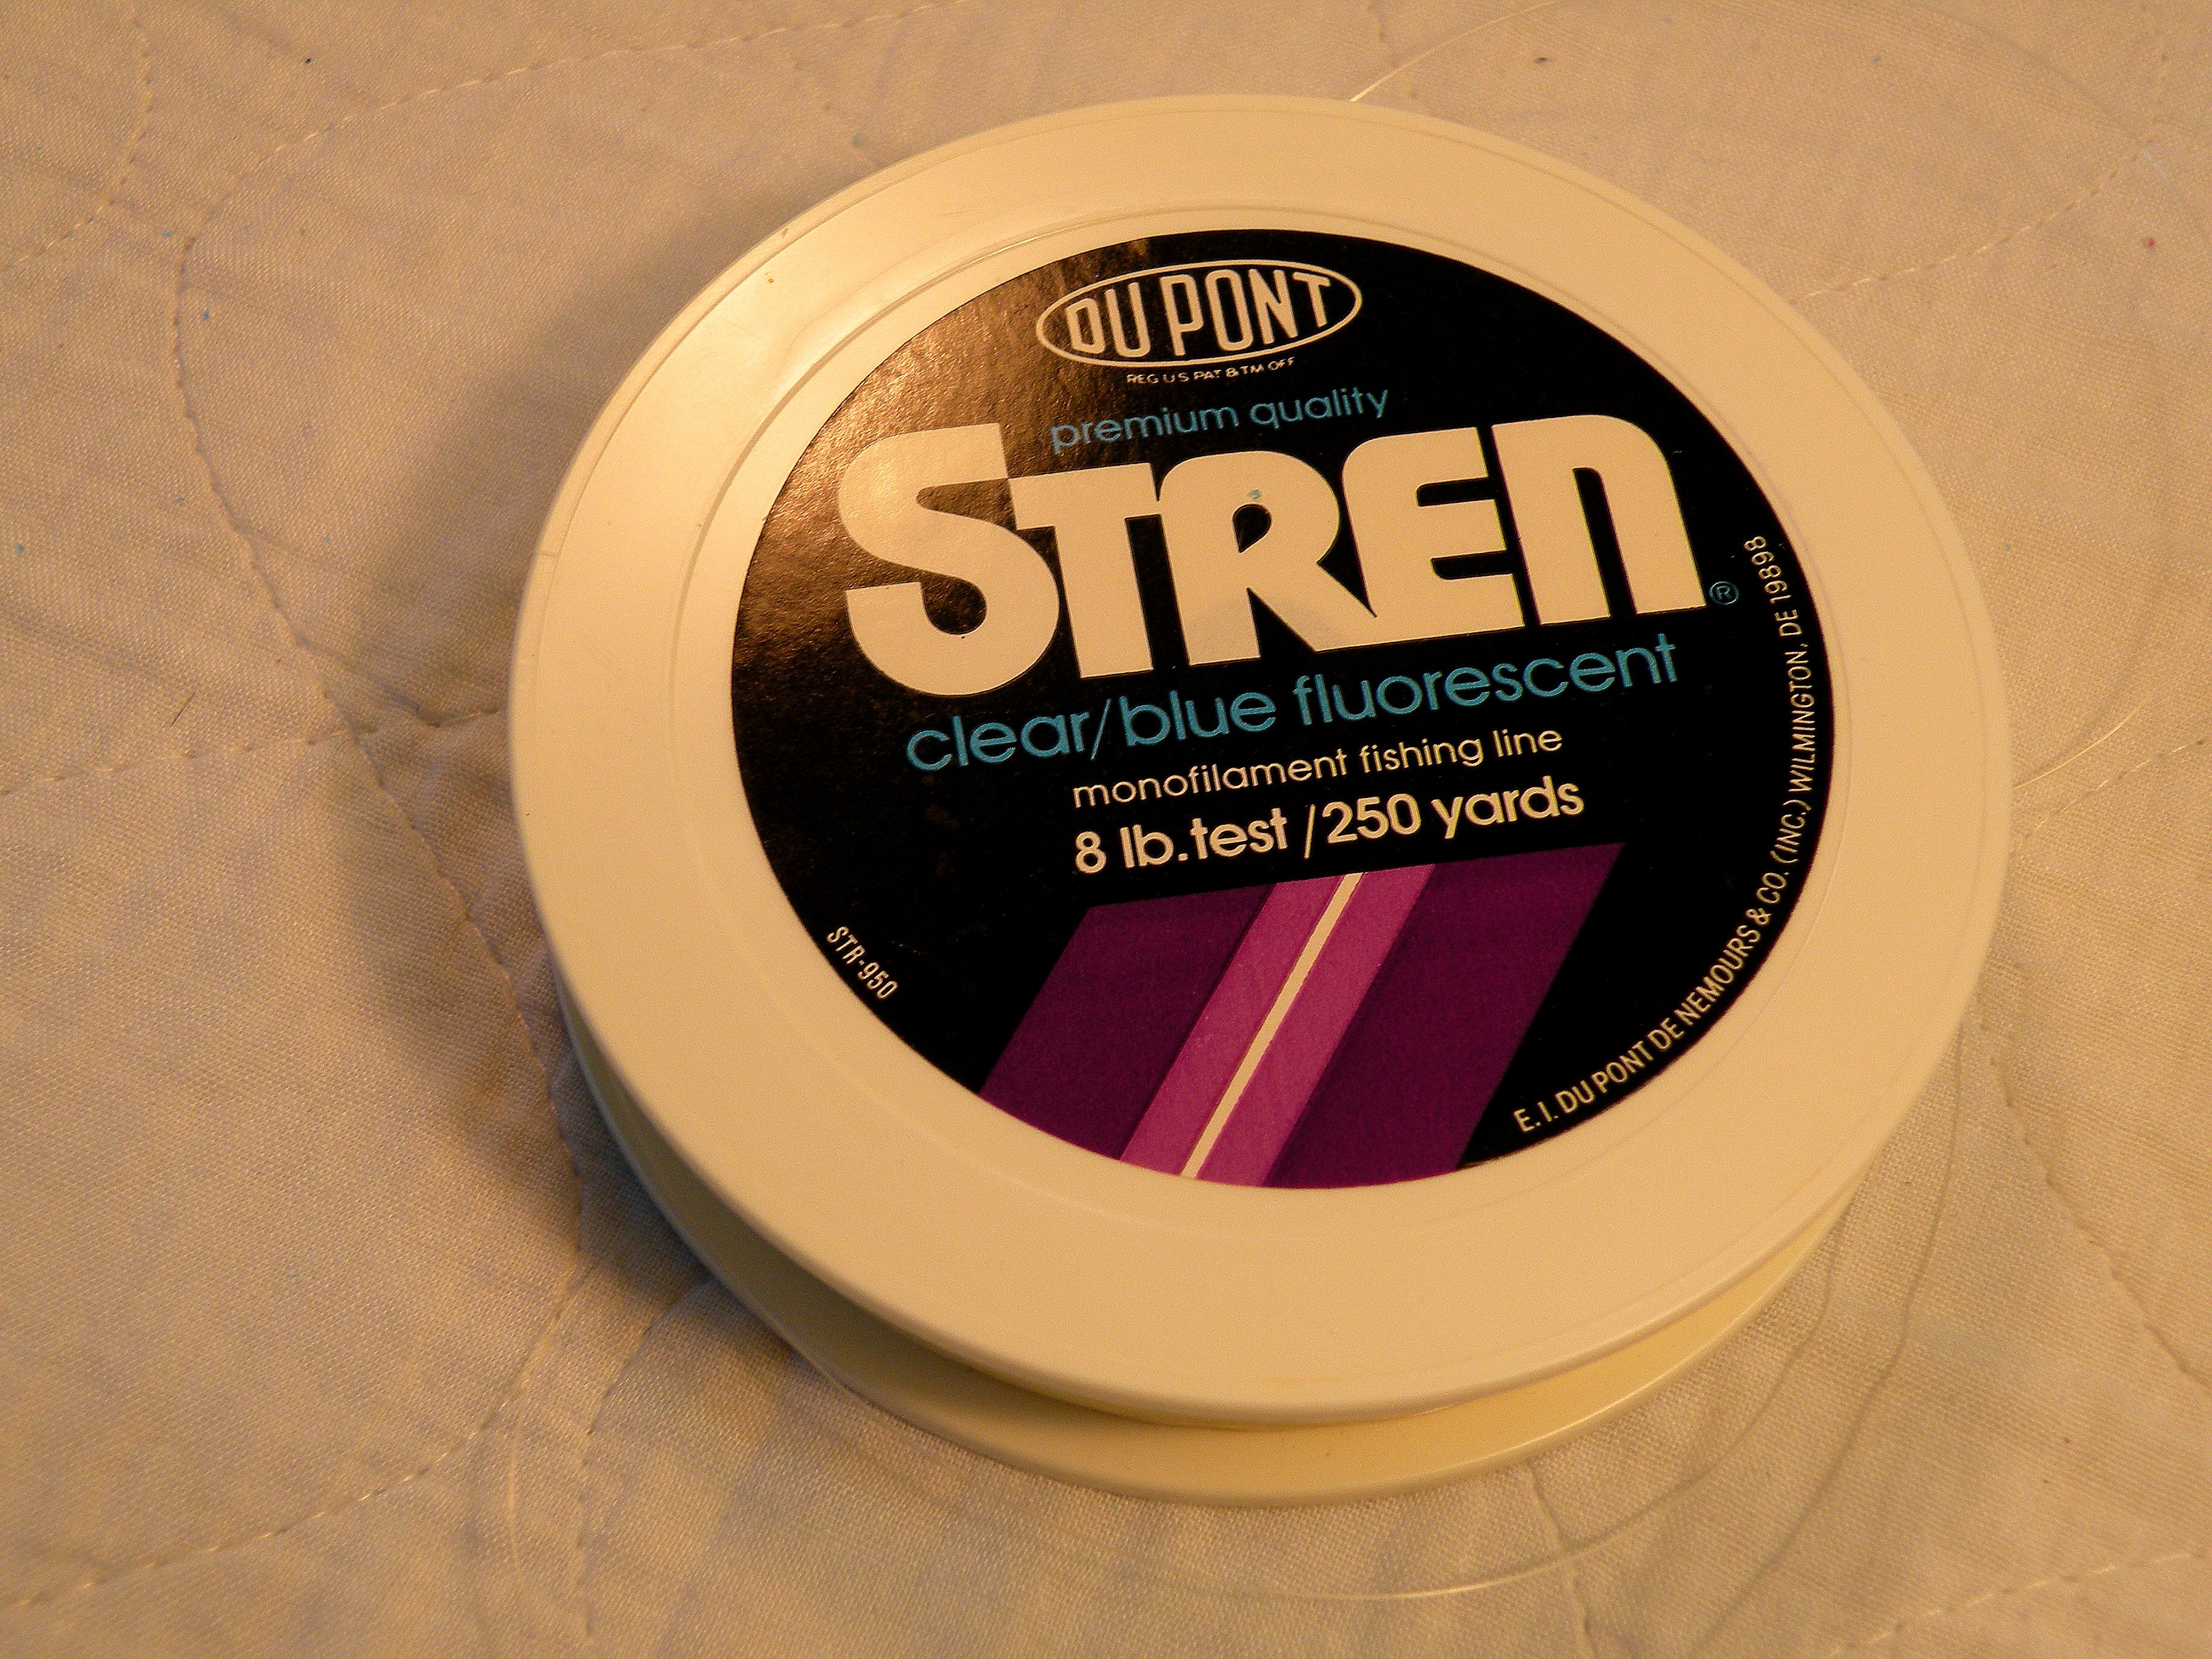 DU PONT
REG U S PAT & TM OFF
premium quality
STREN®
clear/blue fluorescent
monofilament fishing line
8 lb. test / 250 yards
STR-950
E. I. DU PONT DE NEMOURS & CO. (INC.) WILMINGTON, DE 19898